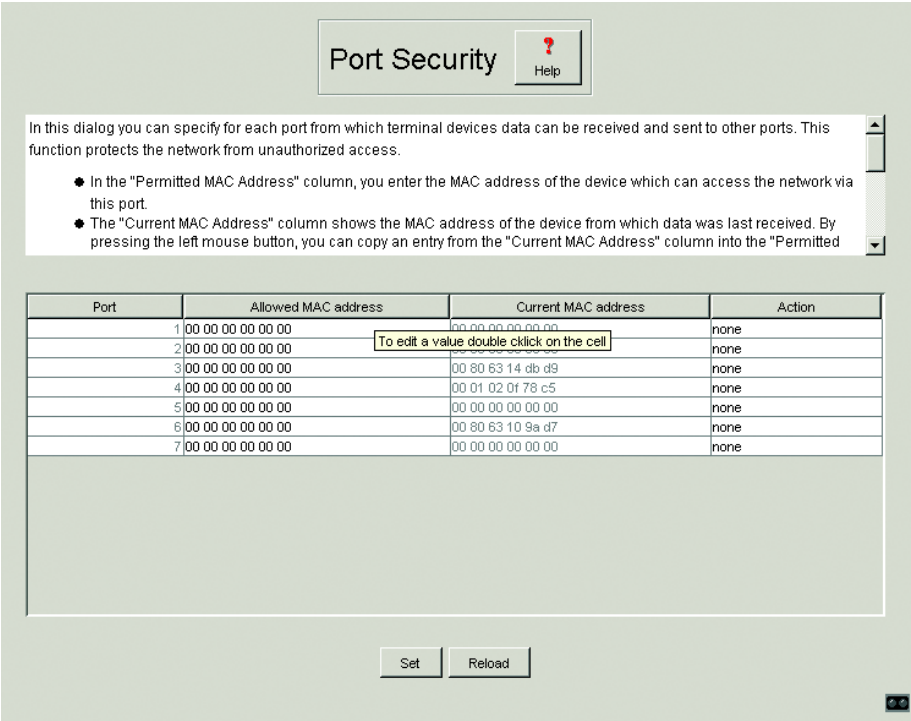 Port Security
?
Help
In this dialog you can specify for each port from which terminal devices data can be received and sent to other ports. This
function protects the network from unauthorized access.
● In the "Permitted MAC Address" column, you enter the MAC address of the device which can access the network via
this port.
● The "Current MAC Address" column shows the MAC address of the device from which data was last received. By
pressing the left mouse button, you can copy an entry from the "Current MAC Address" column into the "Permitted
Port Allowed MAC address Current MAC address Action
1 00 00 00 00 00 00 00 00 00 00 00 00 none
To edit a value double cklick on the cell
2 00 00 00 00 00 00 none
3 00 00 00 00 00 00 00 80 63 14 db d9 none
4 00 00 00 00 00 00 00 01 02 0f 78 c5 none
5 00 00 00 00 00 00 00 00 00 00 00 00 none
6 00 00 00 00 00 00 00 80 63 10 9a d7 none
7 00 00 00 00 00 00 00 00 00 00 00 00 none
Set Reload